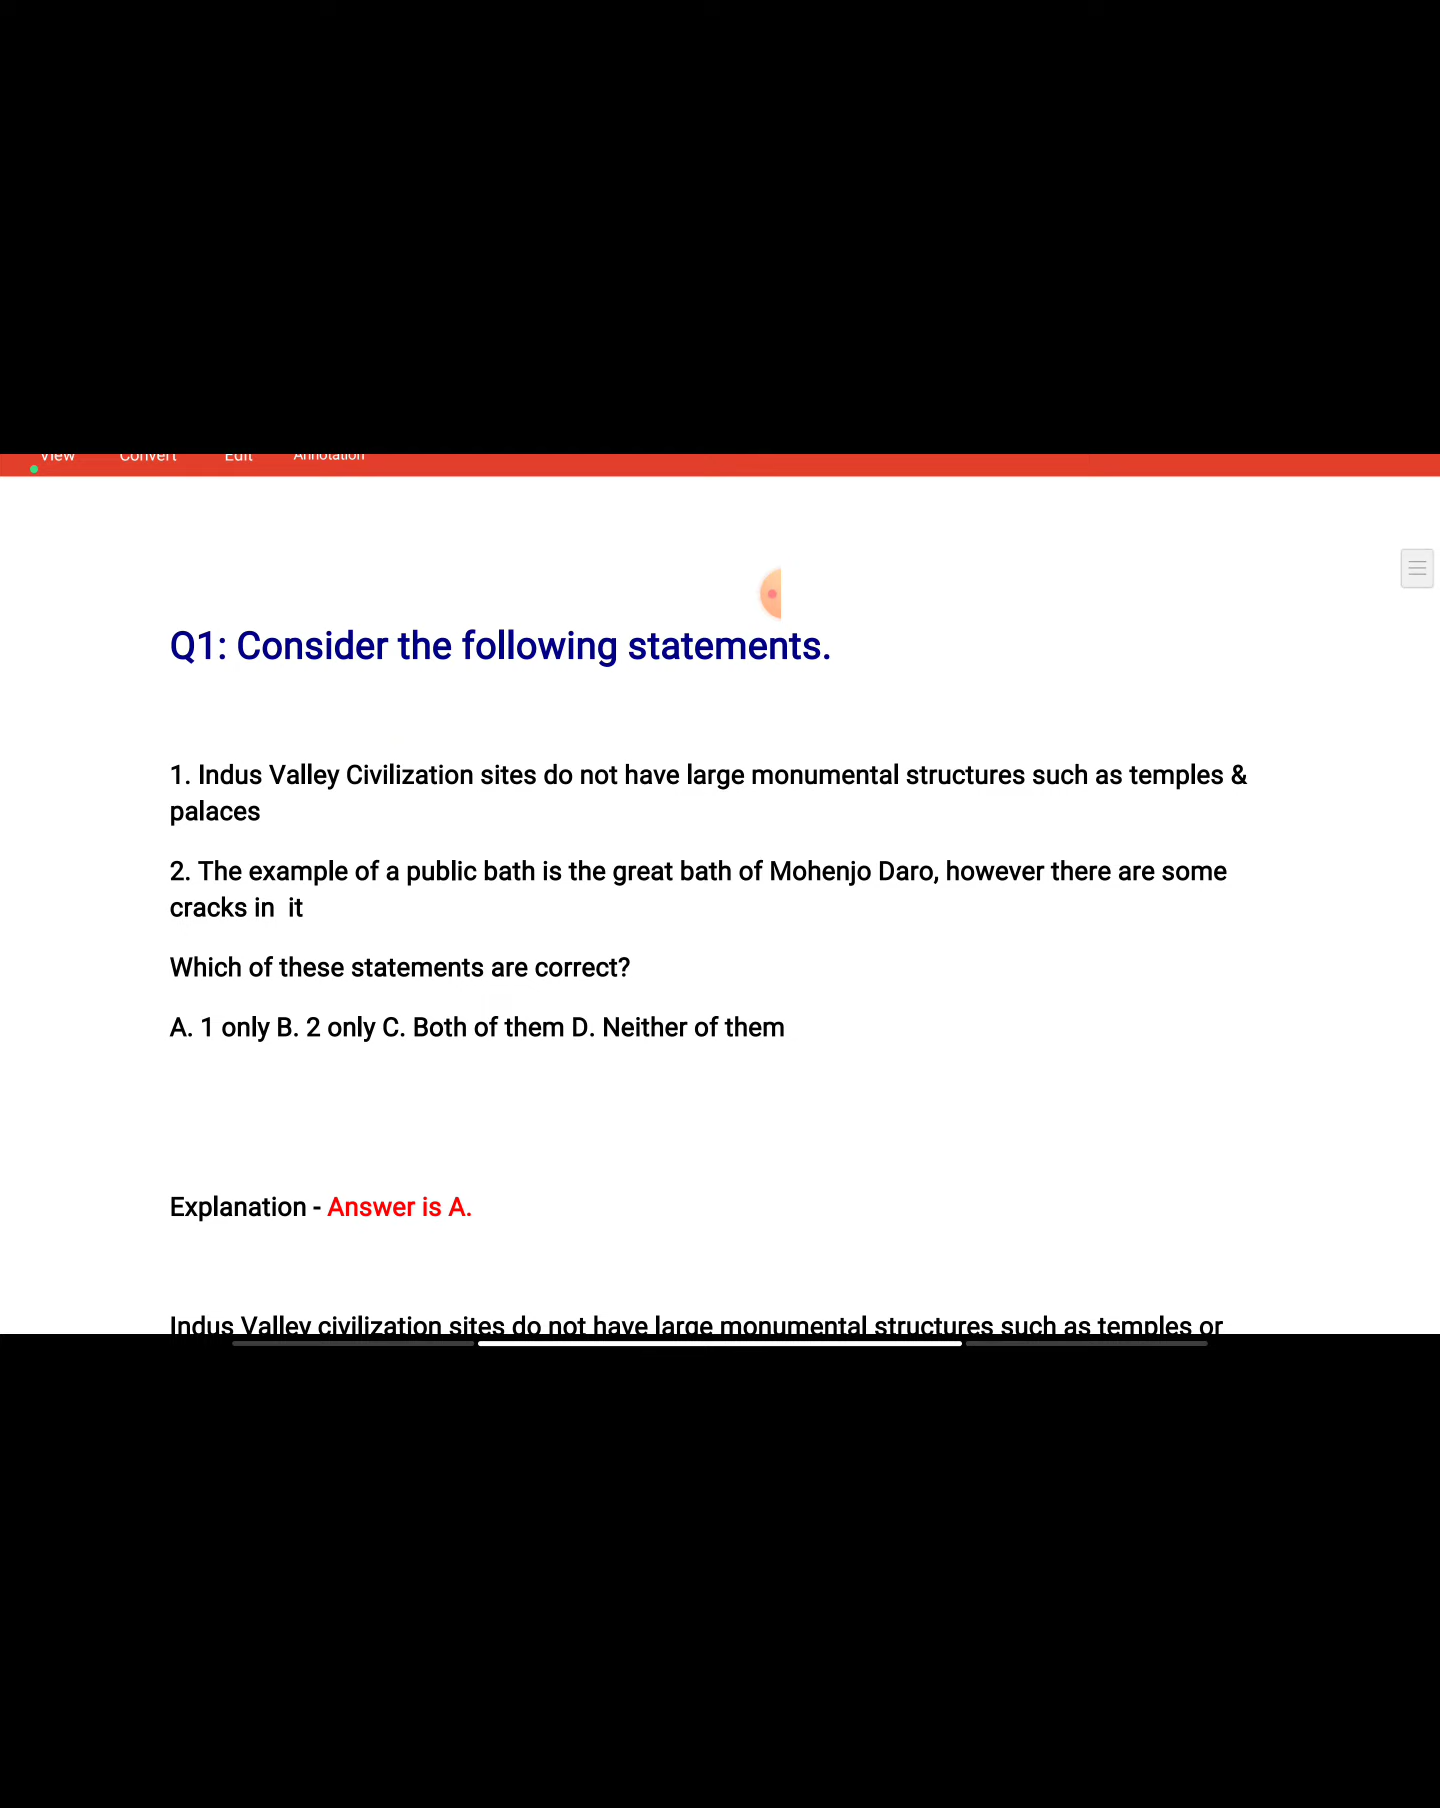 View Convert Edit Annotation
Q1: Consider the following statements.
1. Indus Valley Civilization sites do not have large monumental structures such as temples &
palaces
2. The example of a public bath is the great bath of Mohenjo Daro, however there are some
cracks in  it
Which of these statements are correct?
A. 1 only B. 2 only C. Both of them D. Neither of them
Explanation - Answer is A.
Indus Valley civilization sites do not have large monumental structures such as temples or